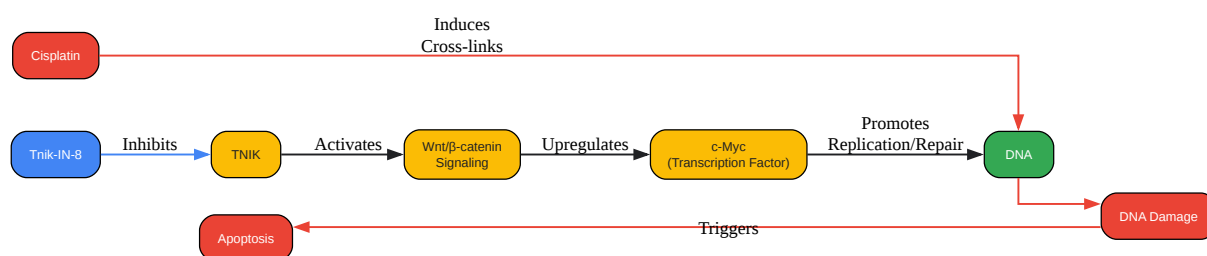 Induces
Cross-links
Cisplatin
Promotes
Replication/Repair
Tnik-IN-8
Inhibits
TNIK
Activates
Wnt/β-catenin
Signaling
Upregulates
c-Myc
(Transcription Factor)
DNA
DNA Damage
Triggers
Apoptosis